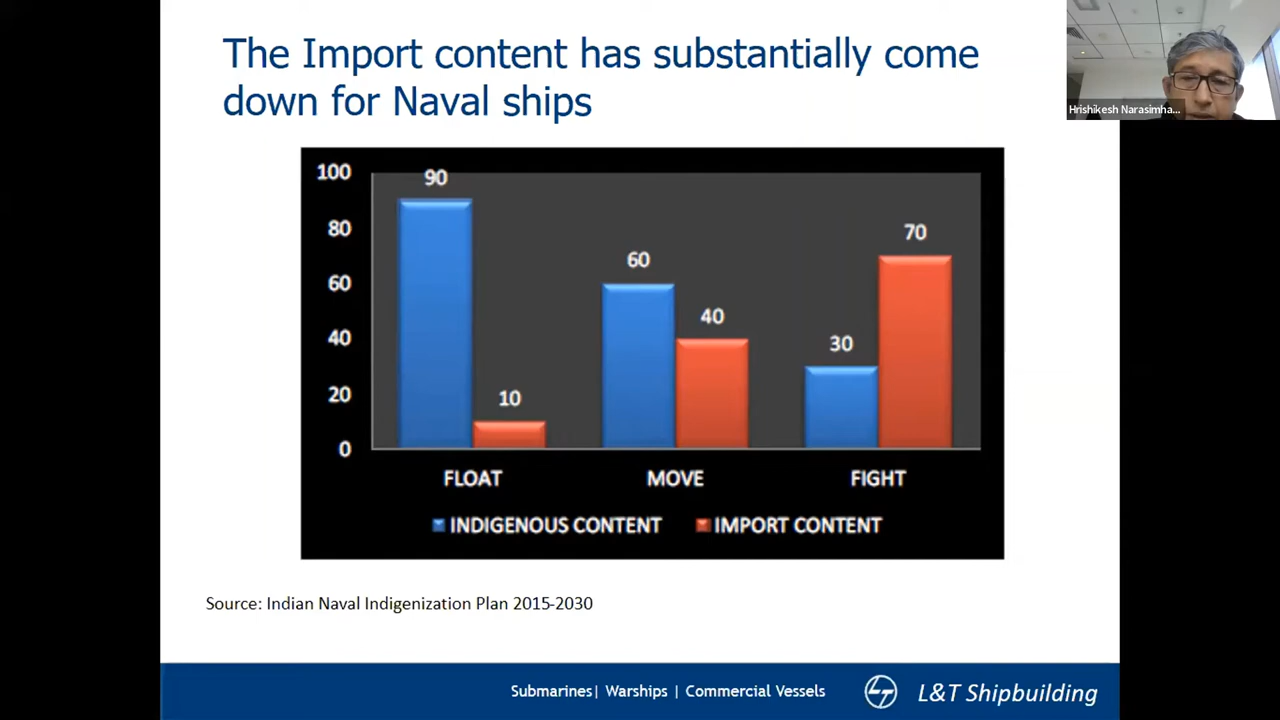 The Import content has substantially come
down for Naval ships
Hrishikesh Narasimha...
100
80
60
40
20
0
90
10
60
40
30
70
FLOAT
MOVE
FIGHT
INDIGENOUS CONTENT
IMPORT CONTENT
Source: Indian Naval Indigenization Plan 2015-2030
Submarines| Warships | Commercial Vessels
L&T Shipbuilding